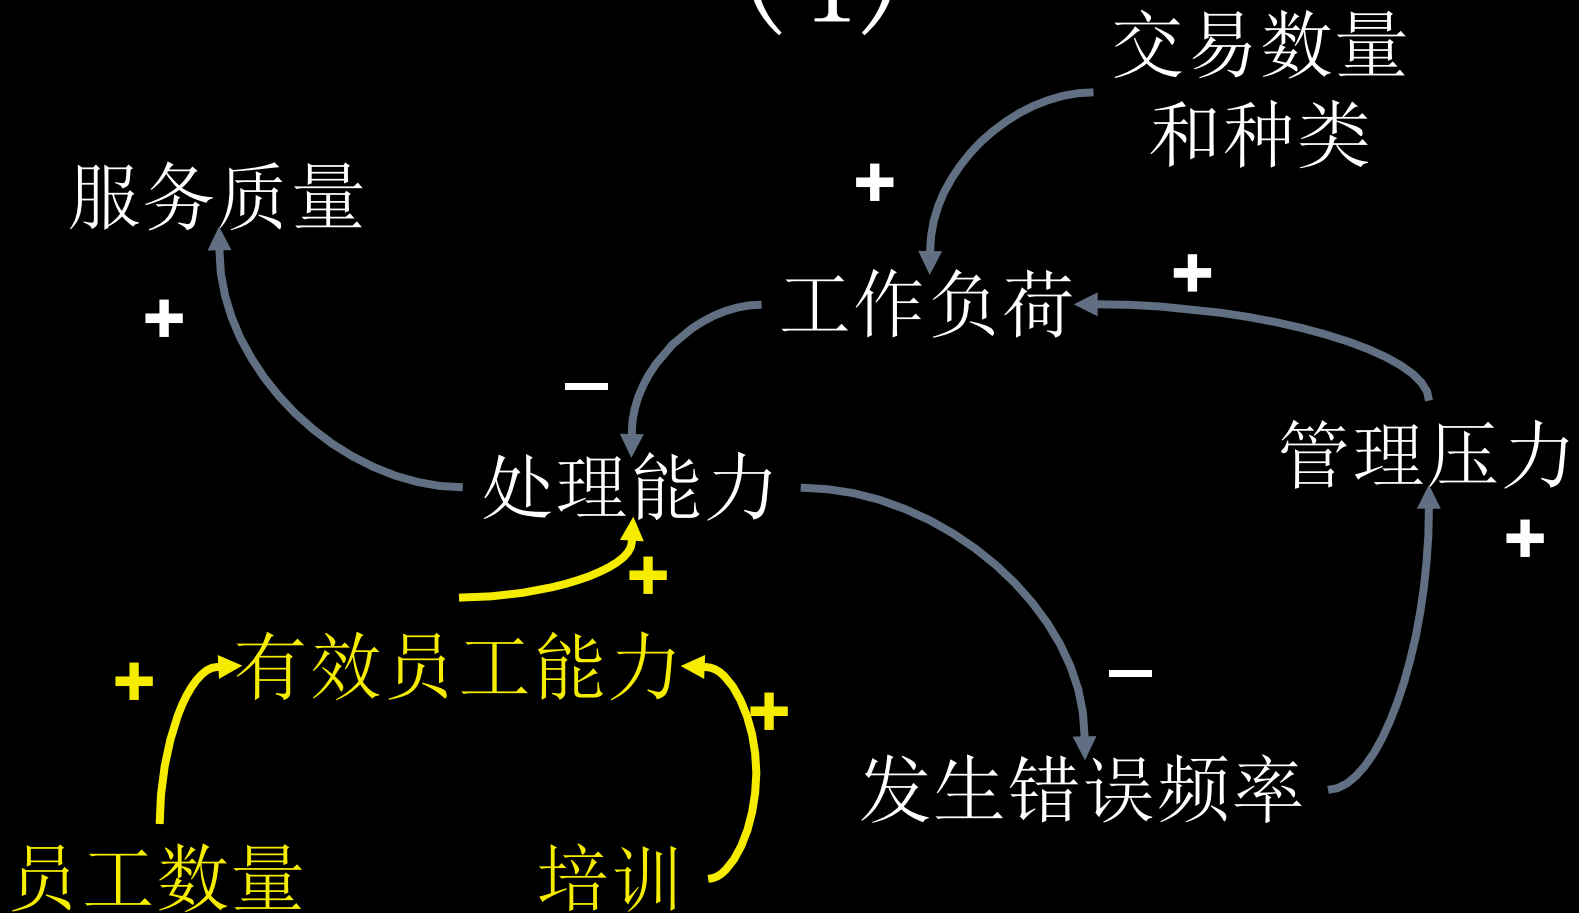 (1)
交易数量
和种类
+
服务质量
+
工作负荷
+
−
管理压力
处理能力
+
+
有效员工能力
+
−
+
发生错误频率
员工数量
培训